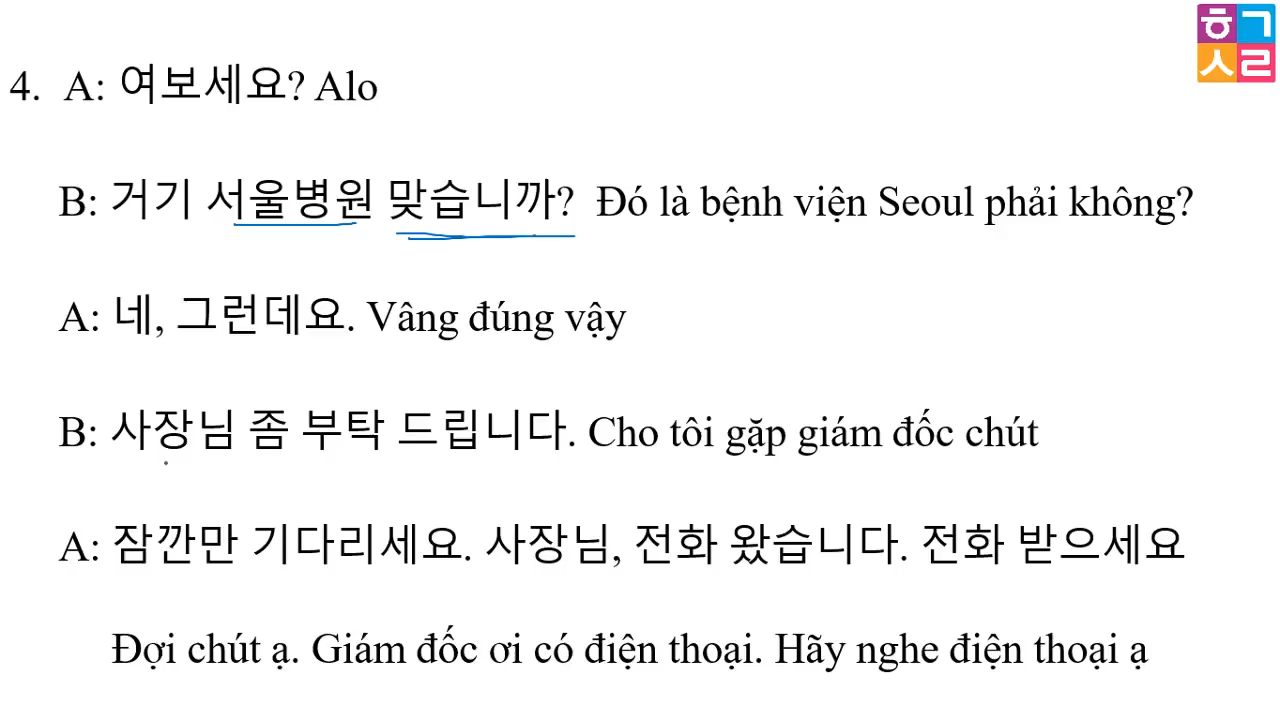 ㅎㄱ
ㅅㄹ
4. A: 여보세요? Alo
B: 거기 서울병원 맞습니까? Đó là bệnh viện Seoul phải không?
A: 네, 그런데요. Vâng đúng vậy
B: 사장님 좀 부탁 드립니다. Cho tôi gặp giám đốc chút
A: 잠깐만 기다리세요. 사장님, 전화 왔습니다. 전화 받으세요
Đợi chút ạ. Giám đốc ơi có điện thoại. Hãy nghe điện thoại ạ